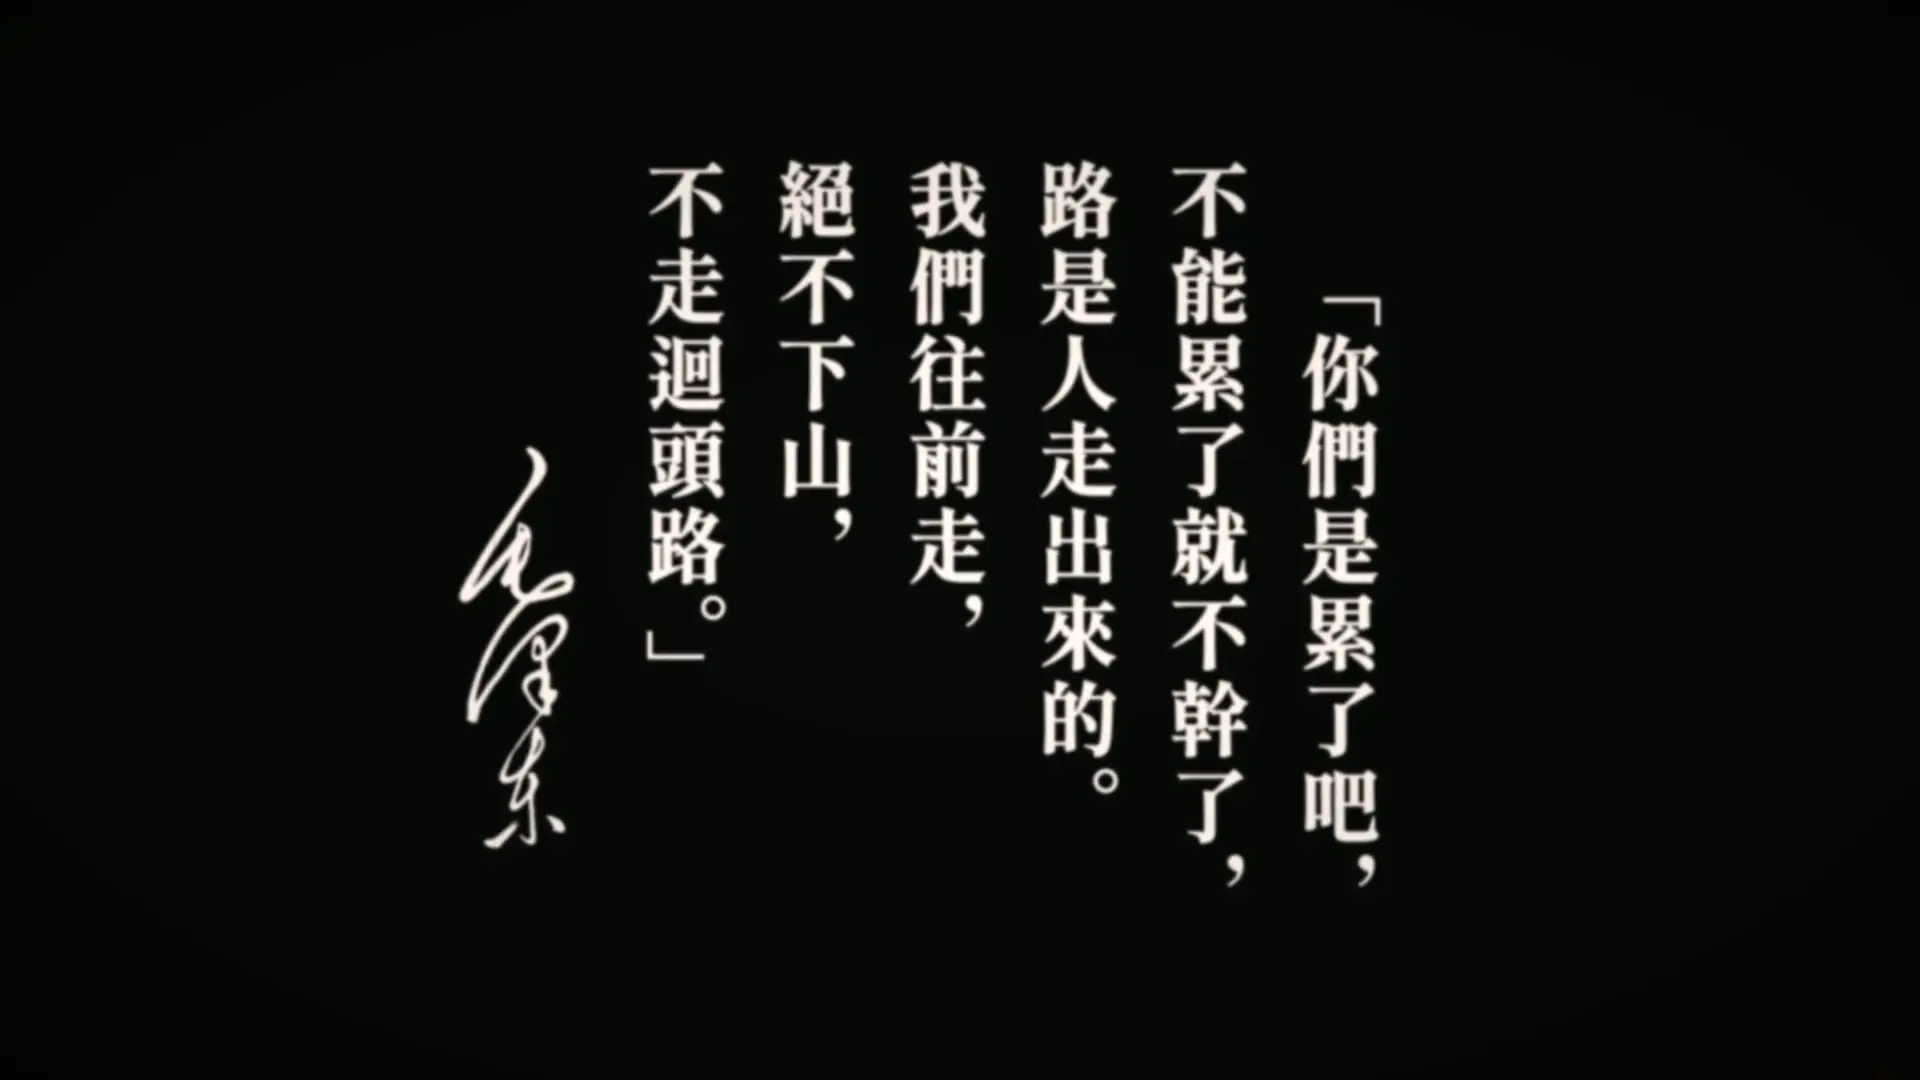 「你們是累了吧，
不能累了就不幹了，
路是人走出來的。
我們往前走，
絕不下山，
不走迴頭路。」
毛澤东